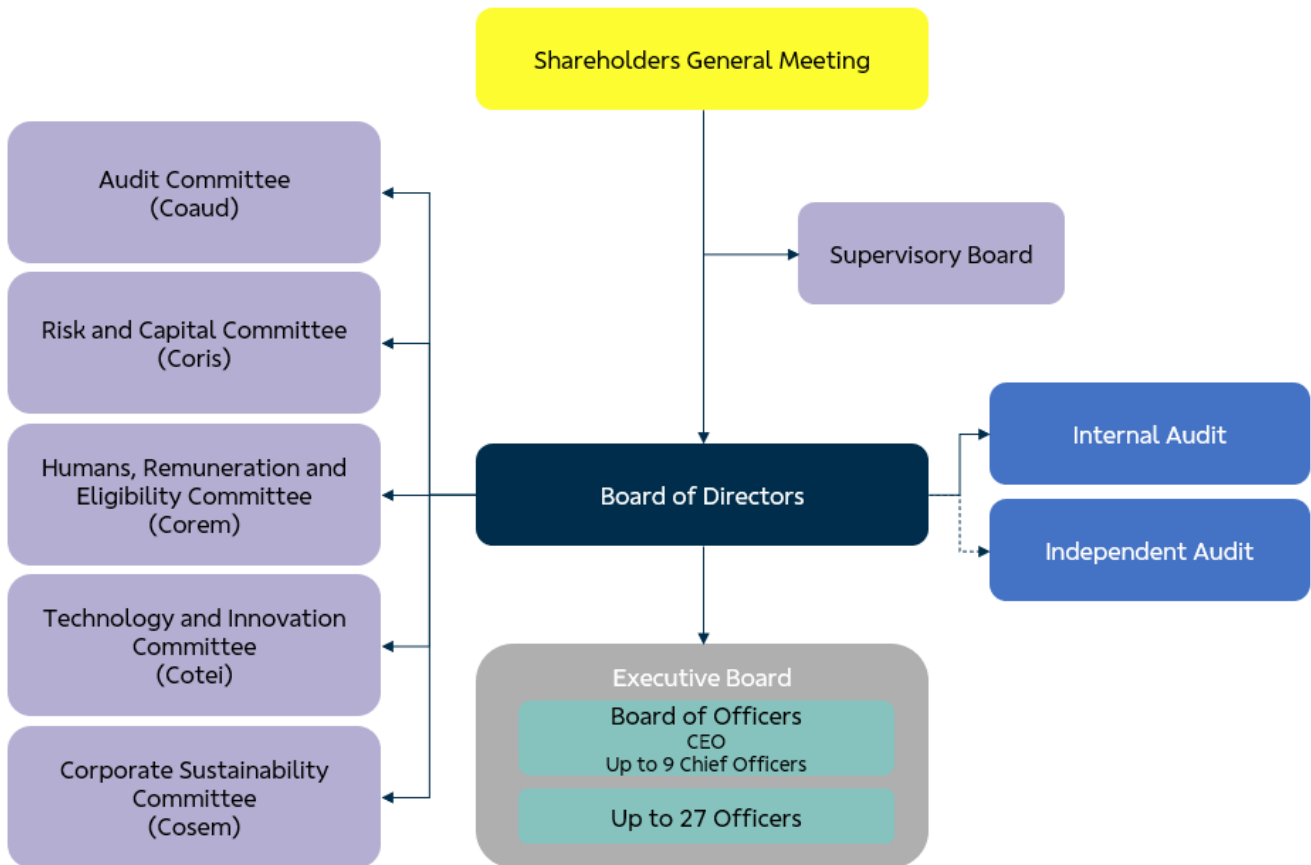 Shareholders General Meeting
Audit Committee
(Coaud)
Supervisory Board
Risk and Capital Committee
(Coris)
Internal Audit
Humans, Remuneration and
Eligibility Committee
(Corem)
Board of Directors
Independent Audit
Technology and Innovation
Committee
(Cotei)
Executive Board
Board of Officers
CEO
Up to 9 Chief Officers
Up to 27 Officers
Corporate Sustainability
Committee
(Cosem)